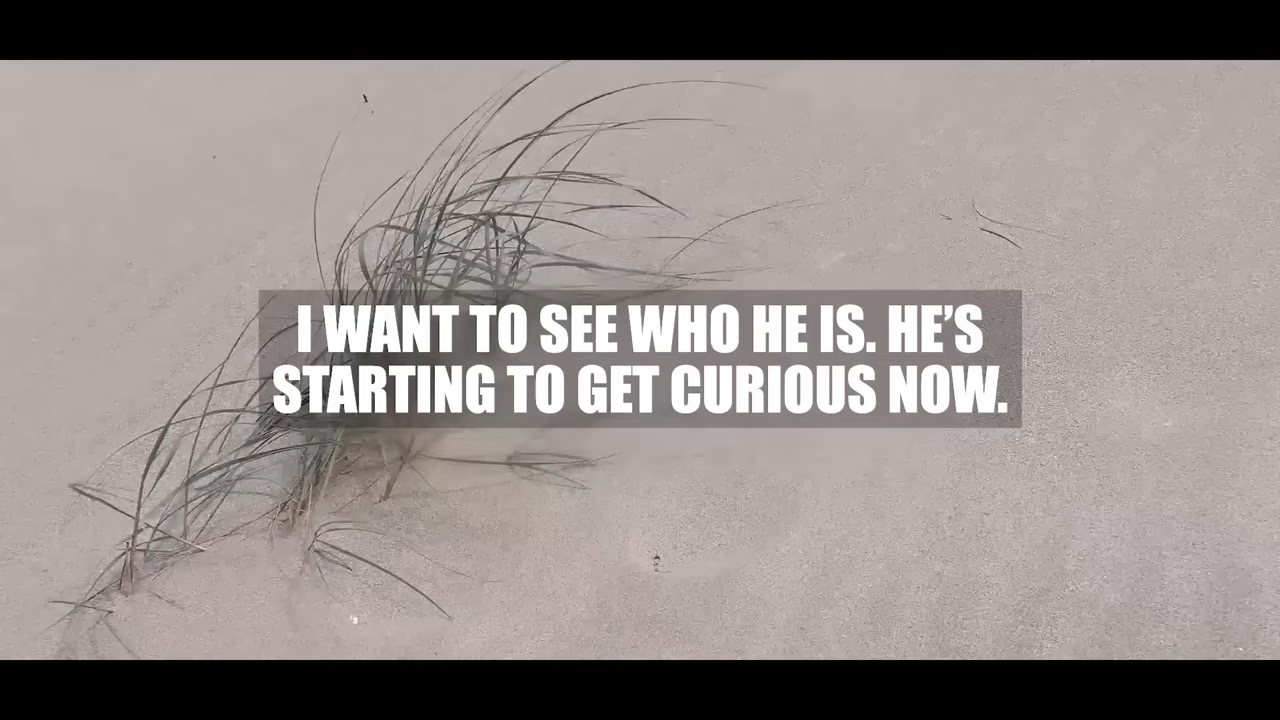 I WANT TO SEE WHO HE IS. HE’S
STARTING TO GET CURIOUS NOW.